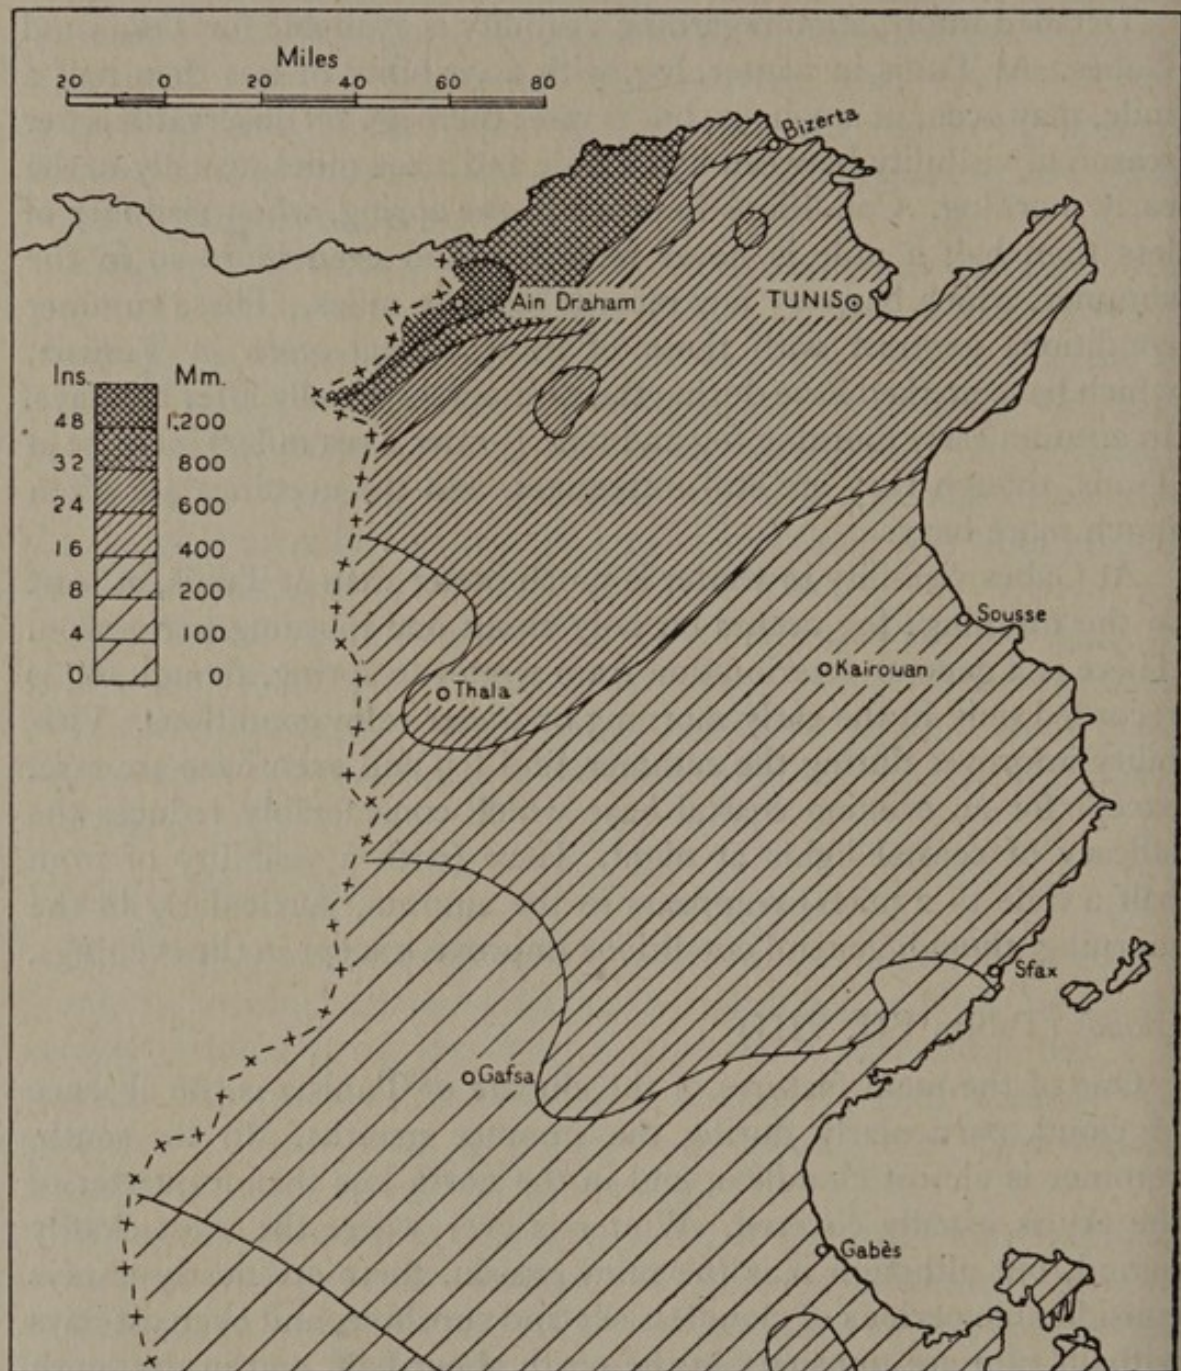 Miles
20 0 20 40 60 80
Bizerta
Ain Draham
TUNIS
Ins. Mm.
48 1,200
32 800
24 600
16 400
8 200
4 100
0 0
Sousse
Kairouan
Thala
Sfax
Gafsa
Gabès